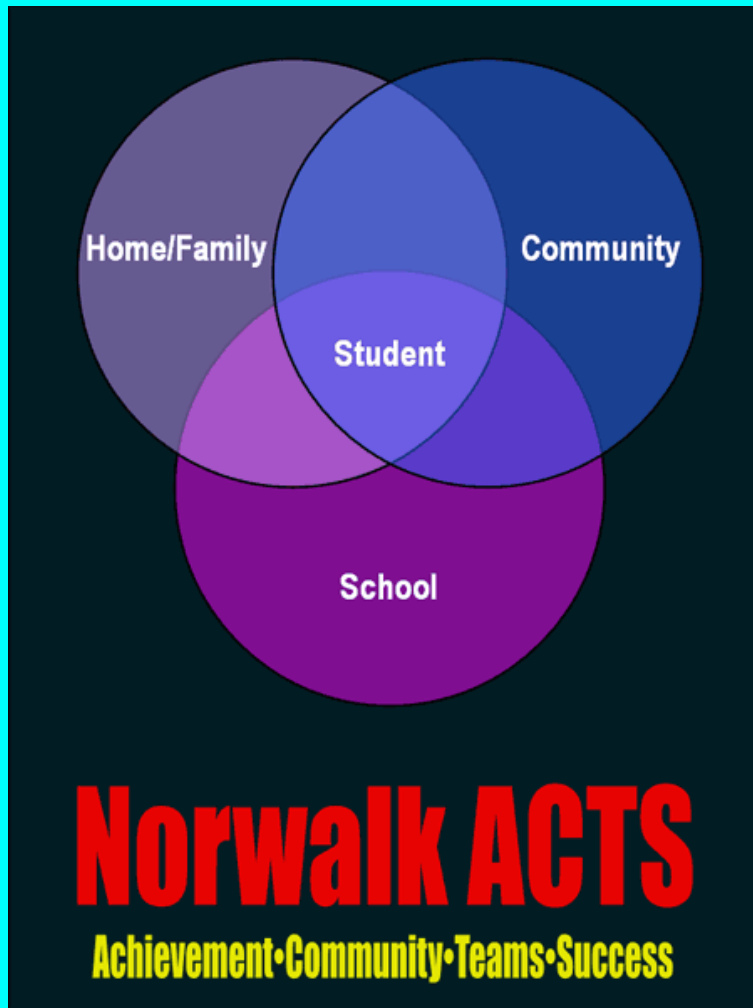 Home/Family
Community
Student
School
Norwalk ACTS
Achievement•Community•Teams•Success